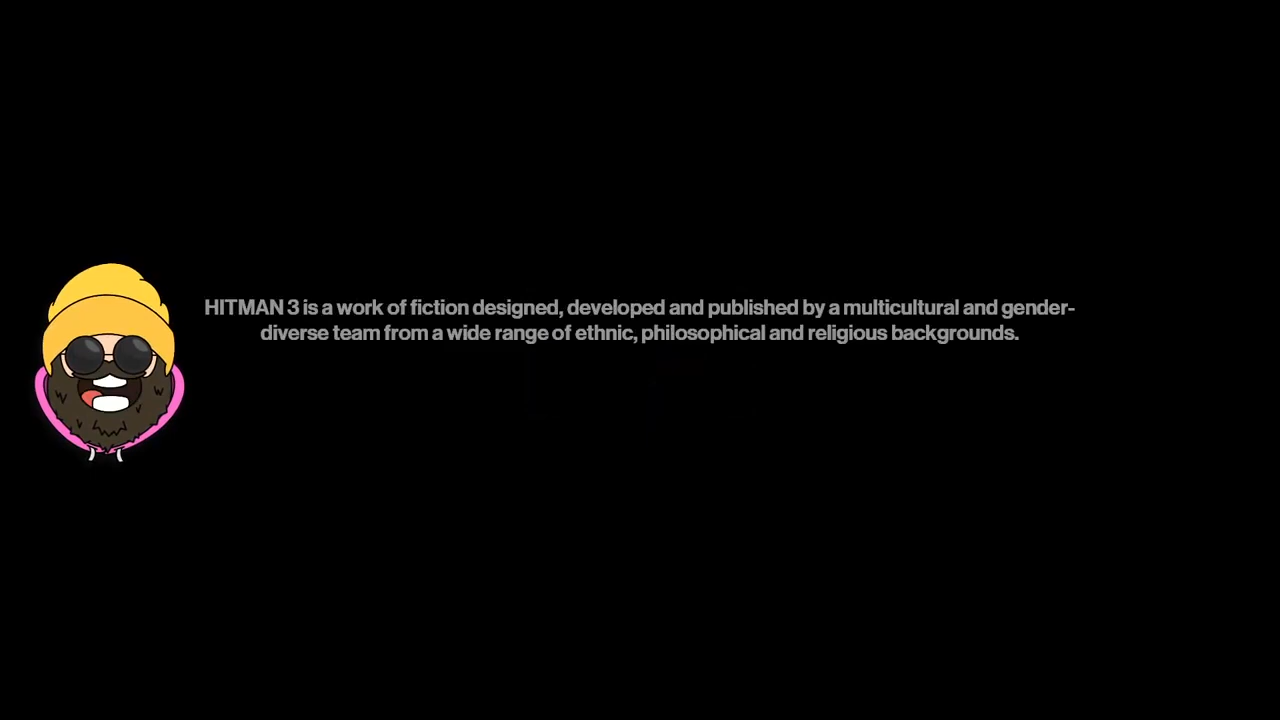 HITMAN 3 is a work of fiction designed, developed and published by a multicultural and gender-
diverse team from a wide range of ethnic, philosophical and religious backgrounds.